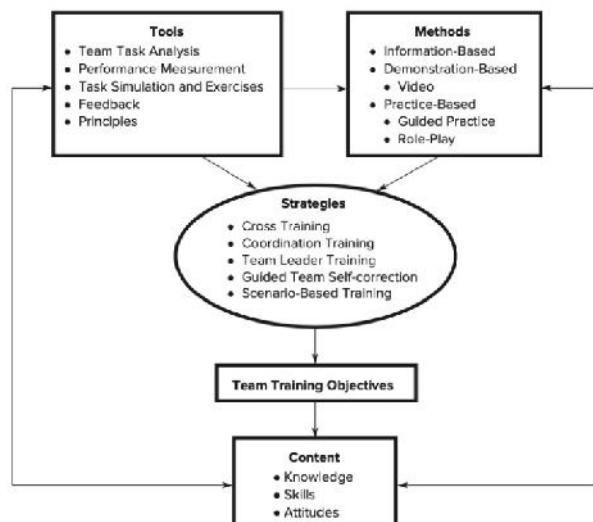 Tools
• Team Task Analysis
• Performance Measurement
• Task Simulation and Exercises
• Feedback
• Principles
Methods
• Information-Based
• Demonstration-Based
• Video
• Practice-Based
• Guided Practice
• Role-Play
Strategies
• Cross Training
• Coordination Training
• Team Leader Training
• Guided Team Self-correction
• Scenario-Based Training
Team Training Objectives
Content
• Knowledge
• Skills
• Attitudes